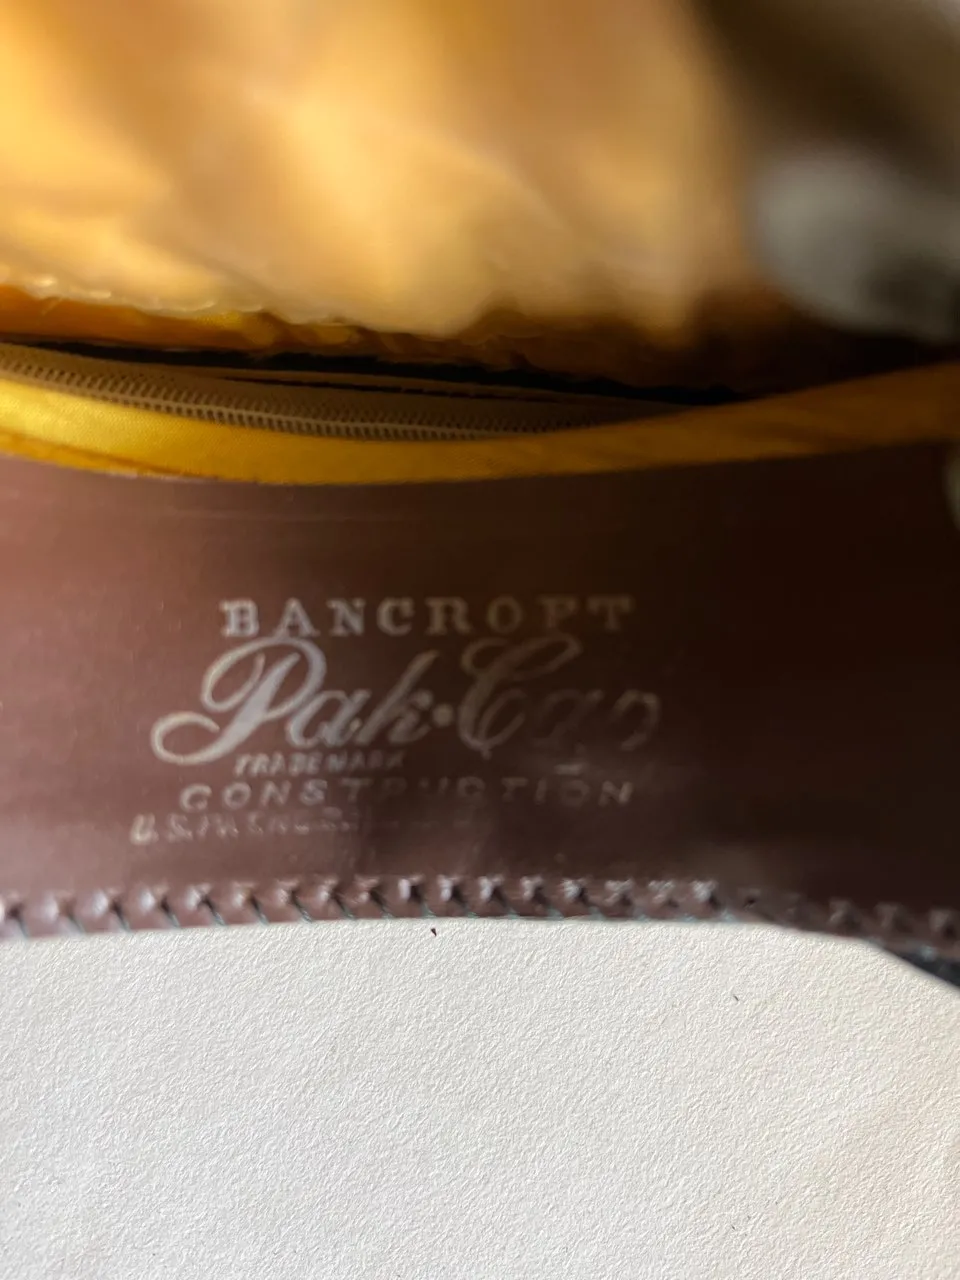 BANCROFT
Pak-Cap
TRADEMARK
CONSTRUCTION
U.S.